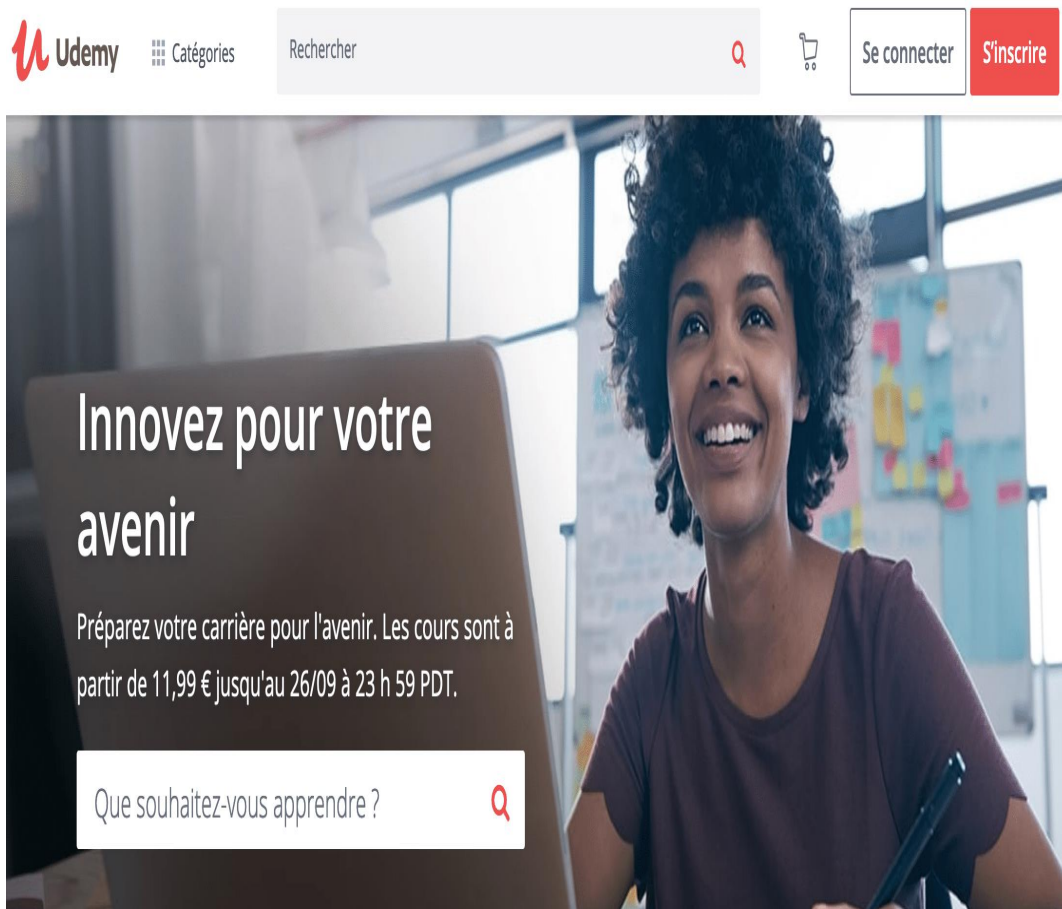 Udemy
Catégories
Rechercher
Se connecter
S'inscrire
Innovez pour votre
avenir
Préparez votre carrière pour l'avenir. Les cours sont à
partir de 11,99 € jusqu'au 26/09 à 23 h 59 PDT.
Que souhaitez-vous apprendre ?